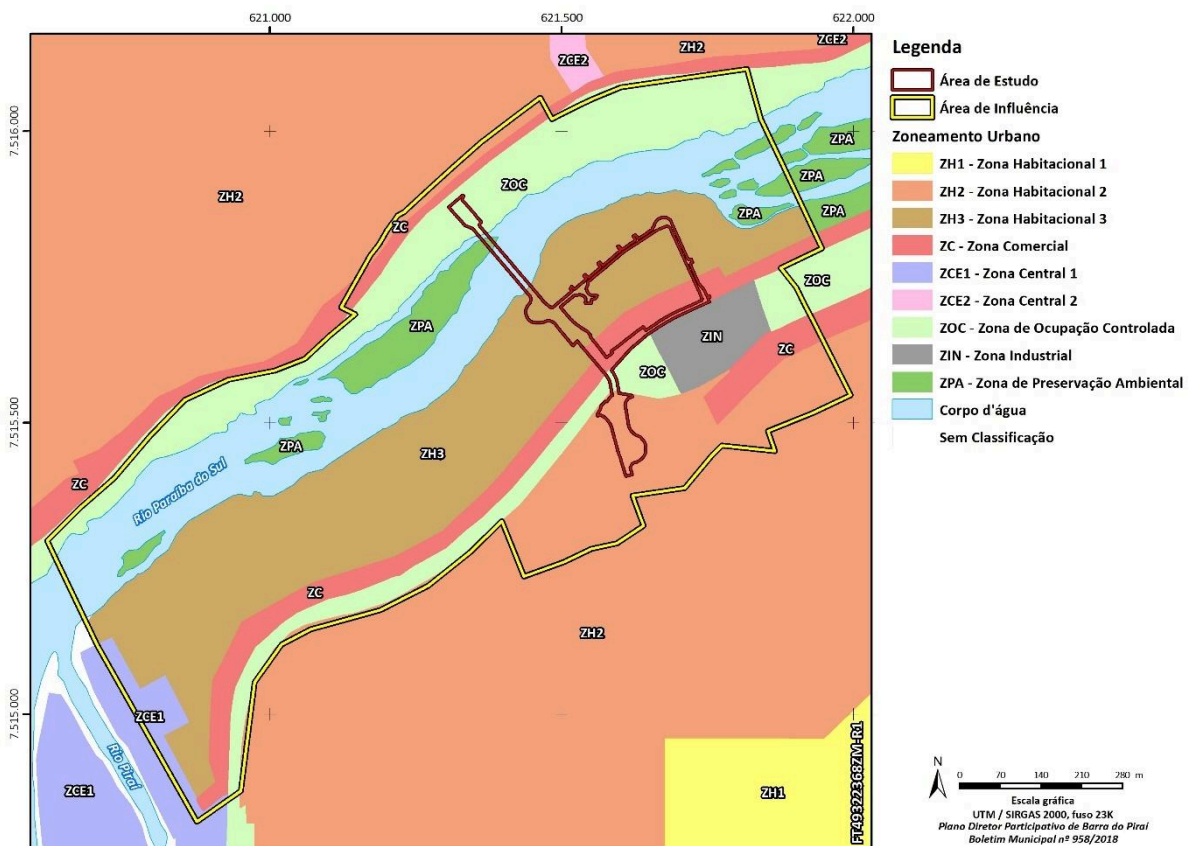 621.000
621.500
622.000
7.516.000
7.515.500
7.515.000
ZH2
ZCE2
ZCE2
ZPA
ZPA
ZOC
ZH2
ZPA
ZPA
ZC
ZOC
ZPA
ZIN
ZC
ZOC
ZPA
ZH3
ZC
Rio Paraíba do Sul
ZC
ZH2
ZCE1
Rio Piraí
ZCE1
ZH1
FT49322368ZIM-R1
Legenda
Área de Estudo
Área de Influência
Zoneamento Urbano
ZH1 - Zona Habitacional 1
ZH2 - Zona Habitacional 2
ZH3 - Zona Habitacional 3
ZC - Zona Comercial
ZCE1 - Zona Central 1
ZCE2 - Zona Central 2
ZOC - Zona de Ocupação Controlada
ZIN - Zona Industrial
ZPA - Zona de Preservação Ambiental
Corpo d'água
Sem Classificação
N
0 70 140 210 280 m
Escala gráfica
UTM / SIRGAS 2000, fuso 23K
Plano Diretor Participativo de Barra do Piraí
Boletim Municipal nº 958/2018